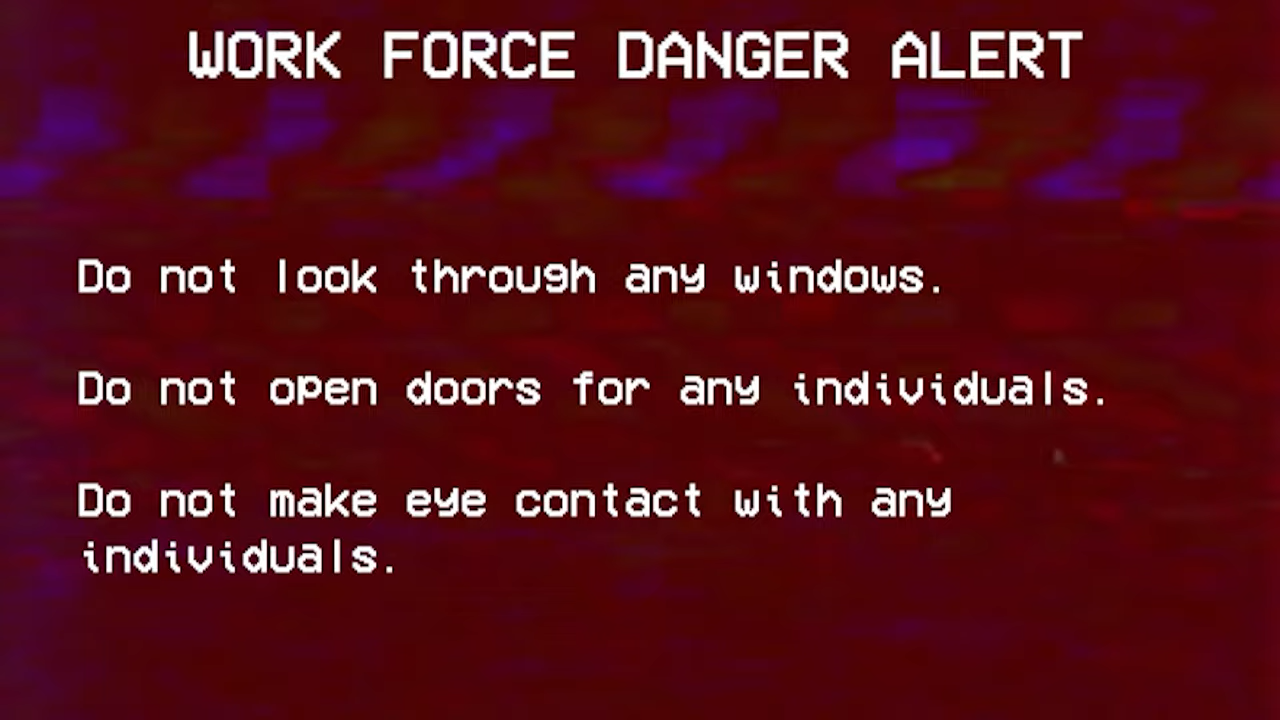 WORK FORCE DANGER ALERT
Do not look through any windows.
Do not open doors for any individuals.
Do not make eye contact with any
individuals.